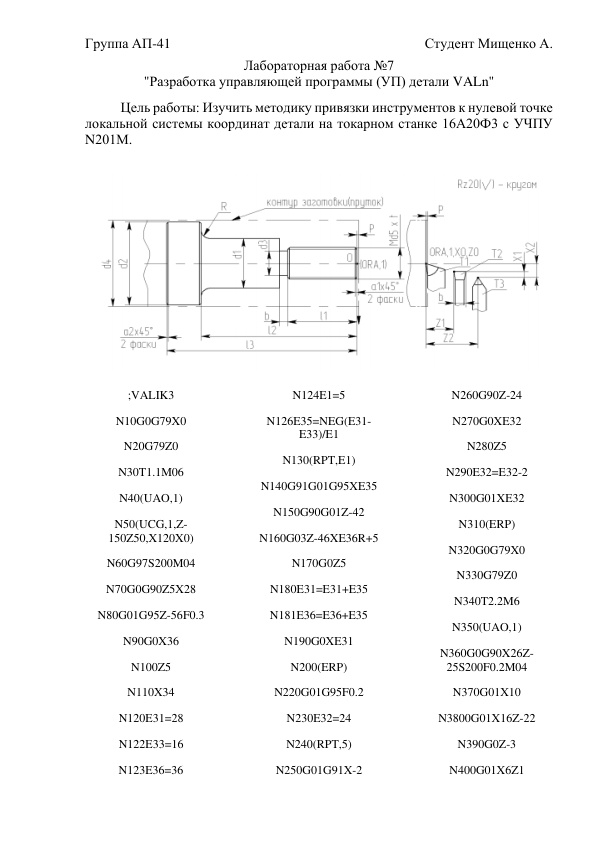 Группа АП-41 Студент Мищенко А.
Лабораторная работа №7
"Разработка управляющей программы (УП) детали VALn"
Цель работы: Изучить методику привязки инструментов к нулевой точке
локальной системы координат детали на токарном станке 16А20Ф3 с УЧПУ
N201M.
Rz20(√) – кругом
R
контур заготовки(пруток)
P
d4
d2
d1
d3
Md5 x t
O
(ORA,1)
a1x45°
2 фаски
b
l1
l2
l3
a2x45°
2 фаски
P
ORA,1,X0,Z0
T1
T2
T3
X1
X2
b
Z1
Z2
;VALIK3
N10G0G79X0
N20G79Z0
N30T1.1M06
N40(UAO,1)
N50(UCG,1,Z-
150Z50,X120X0)
N60G97S200M04
N70G0G90Z5X28
N80G01G95Z-56F0.3
N90G0X36
N100Z5
N110X34
N120E31=28
N122E33=16
N123E36=36
N124E1=5
N126E35=NEG(E31-
E33)/E1
N130(RPT,E1)
N140G91G01G95XE35
N150G90G01Z-42
N160G03Z-46XE36R+5
N170G0Z5
N180E31=E31+E35
N181E36=E36+E35
N190G0XE31
N200(ERP)
N220G01G95F0.2
N230E32=24
N240(RPT,5)
N250G01G91X-2
N260G90Z-24
N270G0XE32
N280Z5
N290E32=E32-2
N300G01XE32
N310(ERP)
N320G0G79X0
N330G79Z0
N340T2.2M6
N350(UAO,1)
N360G0G90X26Z-
25S200F0.2M04
N370G01X10
N3800G01X16Z-22
N390G0Z-3
N400G01X6Z1